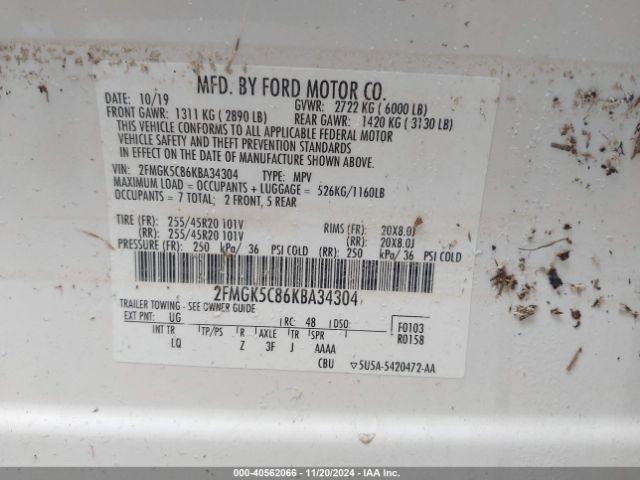 MFD. BY FORD MOTOR CO.
DATE: 10/19 GVWR: 2722 KG ( 6000 LB)
FRONT GAWR: 1311 KG ( 2890 LB) REAR GAWR: 1420 KG ( 3130 LB)
THIS VEHICLE CONFORMS TO ALL APPLICABLE FEDERAL MOTOR
VEHICLE SAFETY AND THEFT PREVENTION STANDARDS
IN EFFECT ON THE DATE OF MANUFACTURE SHOWN ABOVE.
VIN: 2FMGK5C86KBA34304 TYPE: MPV
MAXIMUM LOAD = OCCUPANTS + LUGGAGE = 526KG/1160LB
OCCUPANTS = 7 TOTAL; 2 FRONT, 5 REAR
TIRE (FR): 255/45R20 101V RIMS (FR): 20X8.0J
(RR): 255/45R20 101V (RR): 20X8.0J
PRESSURE (FR): 250 kPa/ 36 PSI COLD (RR): 250 kPa/ 36 PSI COLD
2FMGK5C86KBA34304
TRAILER TOWING - SEE OWNER GUIDE
EXT PNT: UG RC: 48 DSO: F0103
INT TR TP/PS R AXLE TR SPR R0158
LQ Z 3F J AAAA
CBU 5U5A-5420472-AA
000-40562066 - 11/20/2024 - IAA Inc.